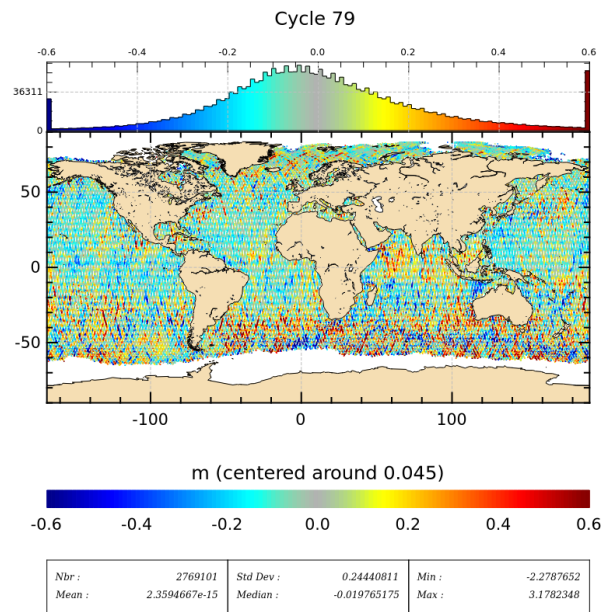 Cycle 79
-0.6 -0.4 -0.2 0.0 0.2 0.4 0.6
36311
0
50
0
-50
-100 0 100
m (centered around 0.045)
-0.6 -0.4 -0.2 0.0 0.2 0.4 0.6
Nbr : 2769101 Std Dev : 0.24440811 Min : -2.2787652
Mean : 2.3594667e-15 Median : -0.019765175 Max : 3.1782348